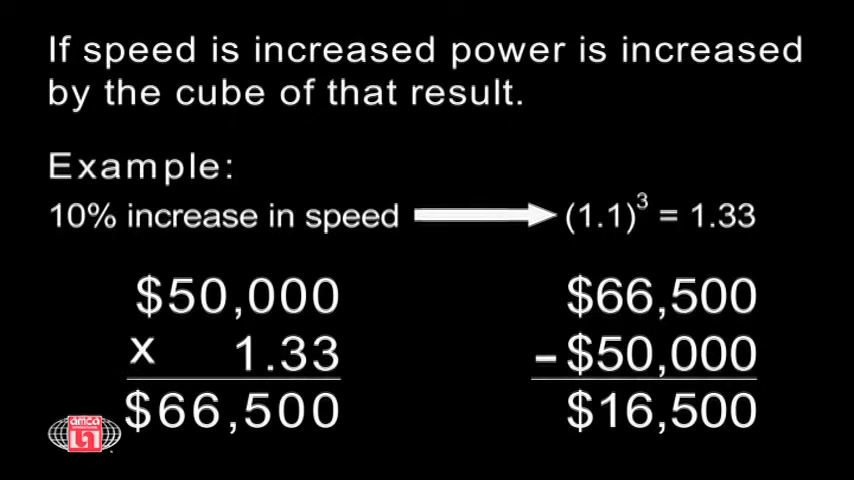 If speed is increased power is increased
by the cube of that result.
Example:
10% increase in speed (1.1)³ = 1.33
$50,000
x 1.33
$66,500
$66,500
-$50,000
$16,500
amca